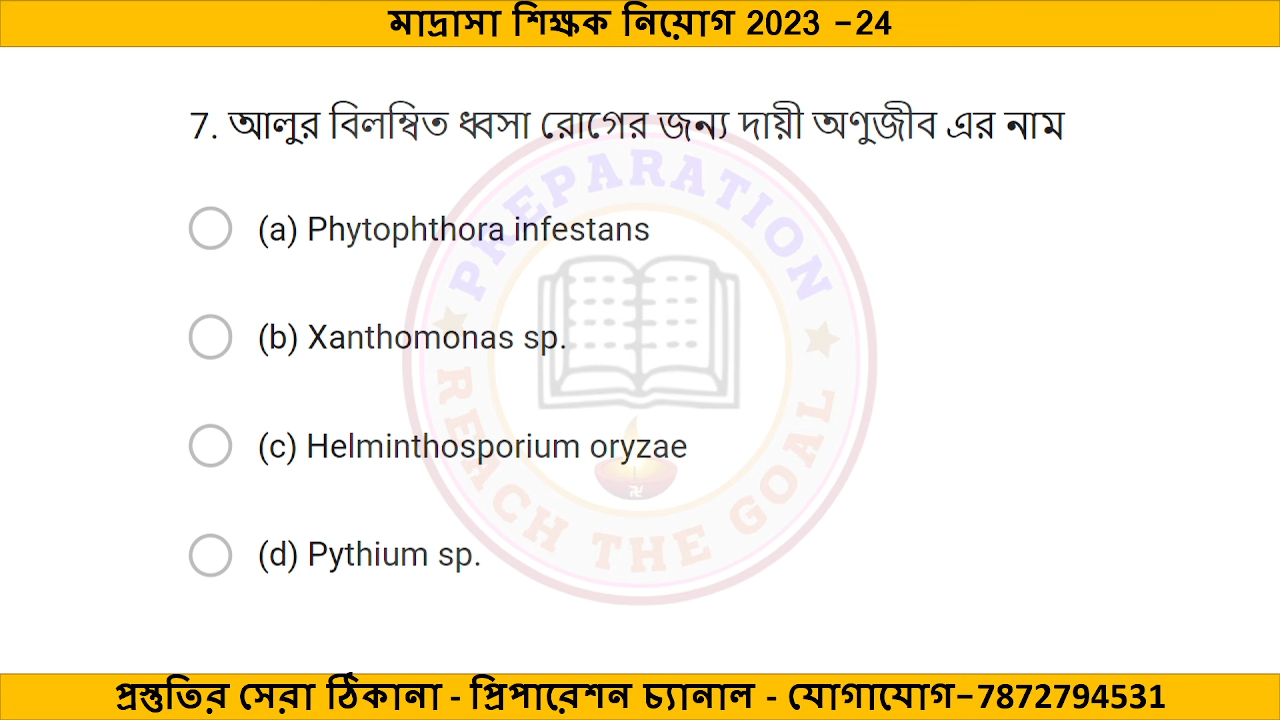 মাদ্রাসা শিক্ষক নিয়োগ 2023 -24
7. আলুর বিলম্বিত ধ্বসা রোগের জন্য দায়ী অণুজীব এর নাম
(a) Phytophthora infestans
(b) Xanthomonas sp.
(c) Helminthosporium oryzae
(d) Pythium sp.
PREPARATION
REACH THE GOAL
প্রস্তুতির সেরা ঠিকানা - প্রিপারেশন চ্যানাল - যোগাযোগ-7872794531